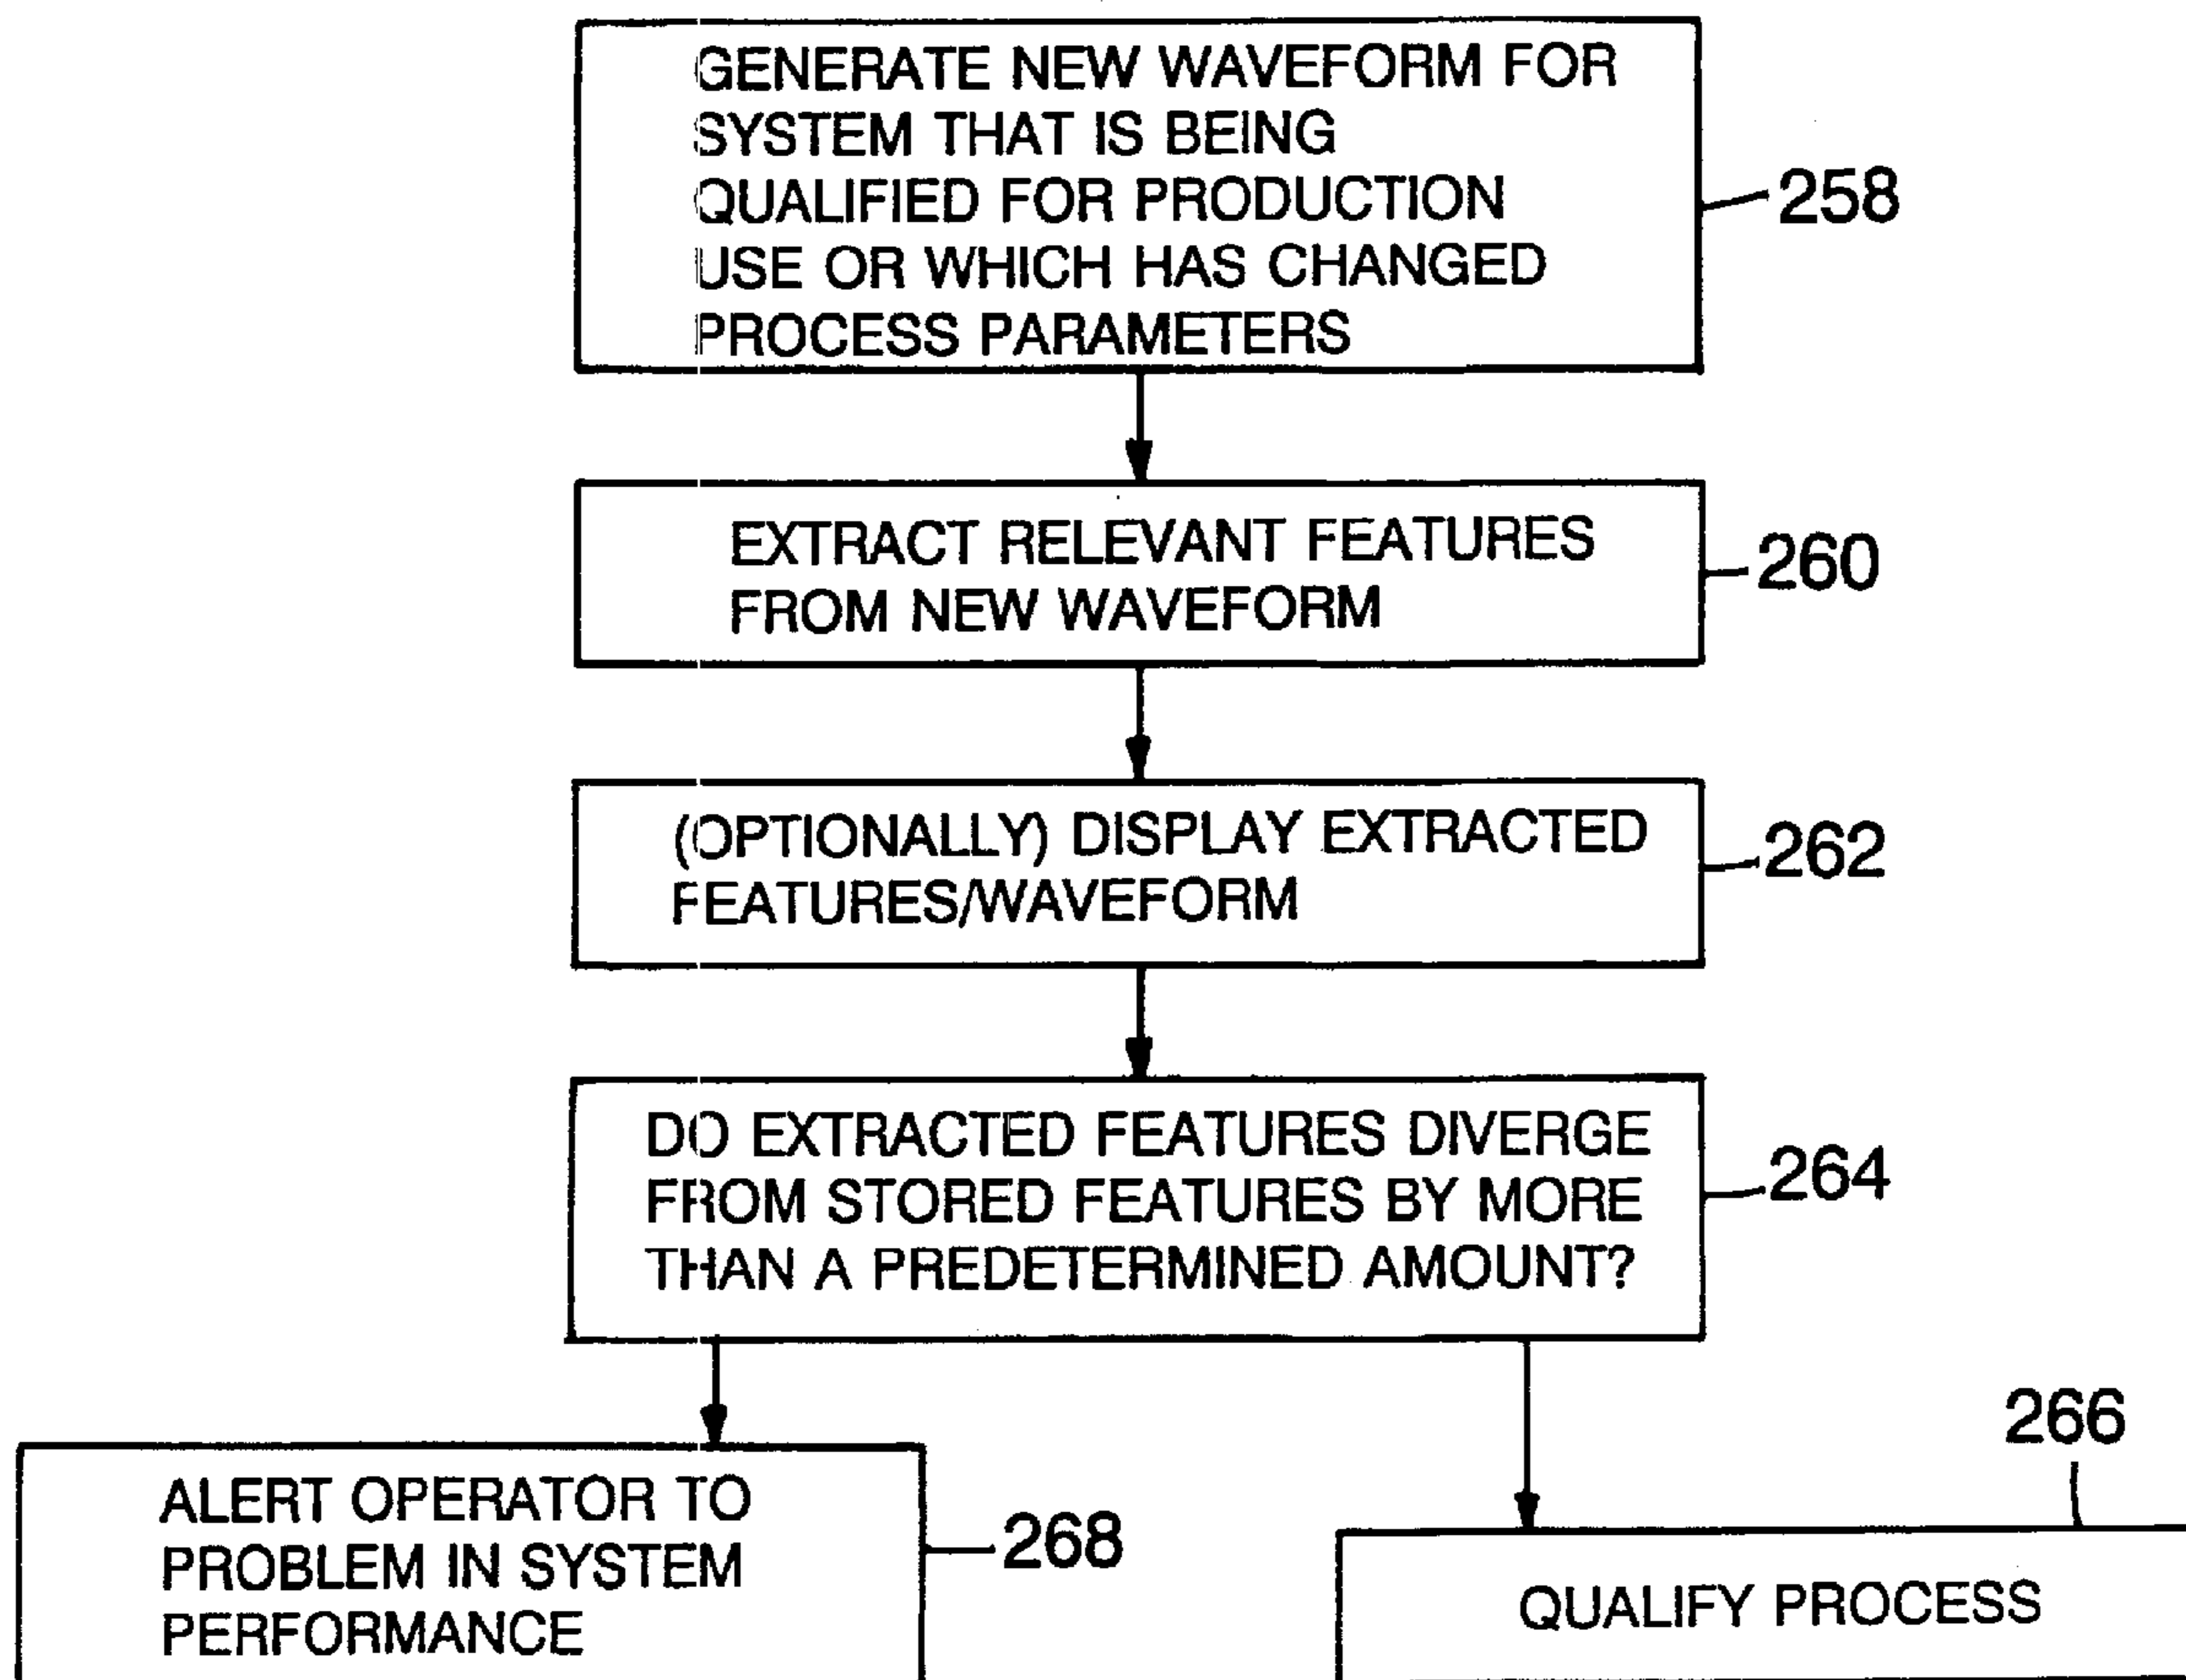 GENERATE NEW WAVEFORM FOR
SYSTEM THAT IS BEING
QUALIFIED FOR PRODUCTION
USE OR WHICH HAS CHANGED
PROCESS PARAMETERS
258
EXTRACT RELEVANT FEATURES
FROM NEW WAVEFORM
260
(OPTIONALLY) DISPLAY EXTRACTED
FEATURES/WAVEFORM
262
DO EXTRACTED FEATURES DIVERGE
FROM STORED FEATURES BY MORE
THAN A PREDETERMINED AMOUNT?
264
ALERT OPERATOR TO
PROBLEM IN SYSTEM
PERFORMANCE
268
266
QUALIFY PROCESS